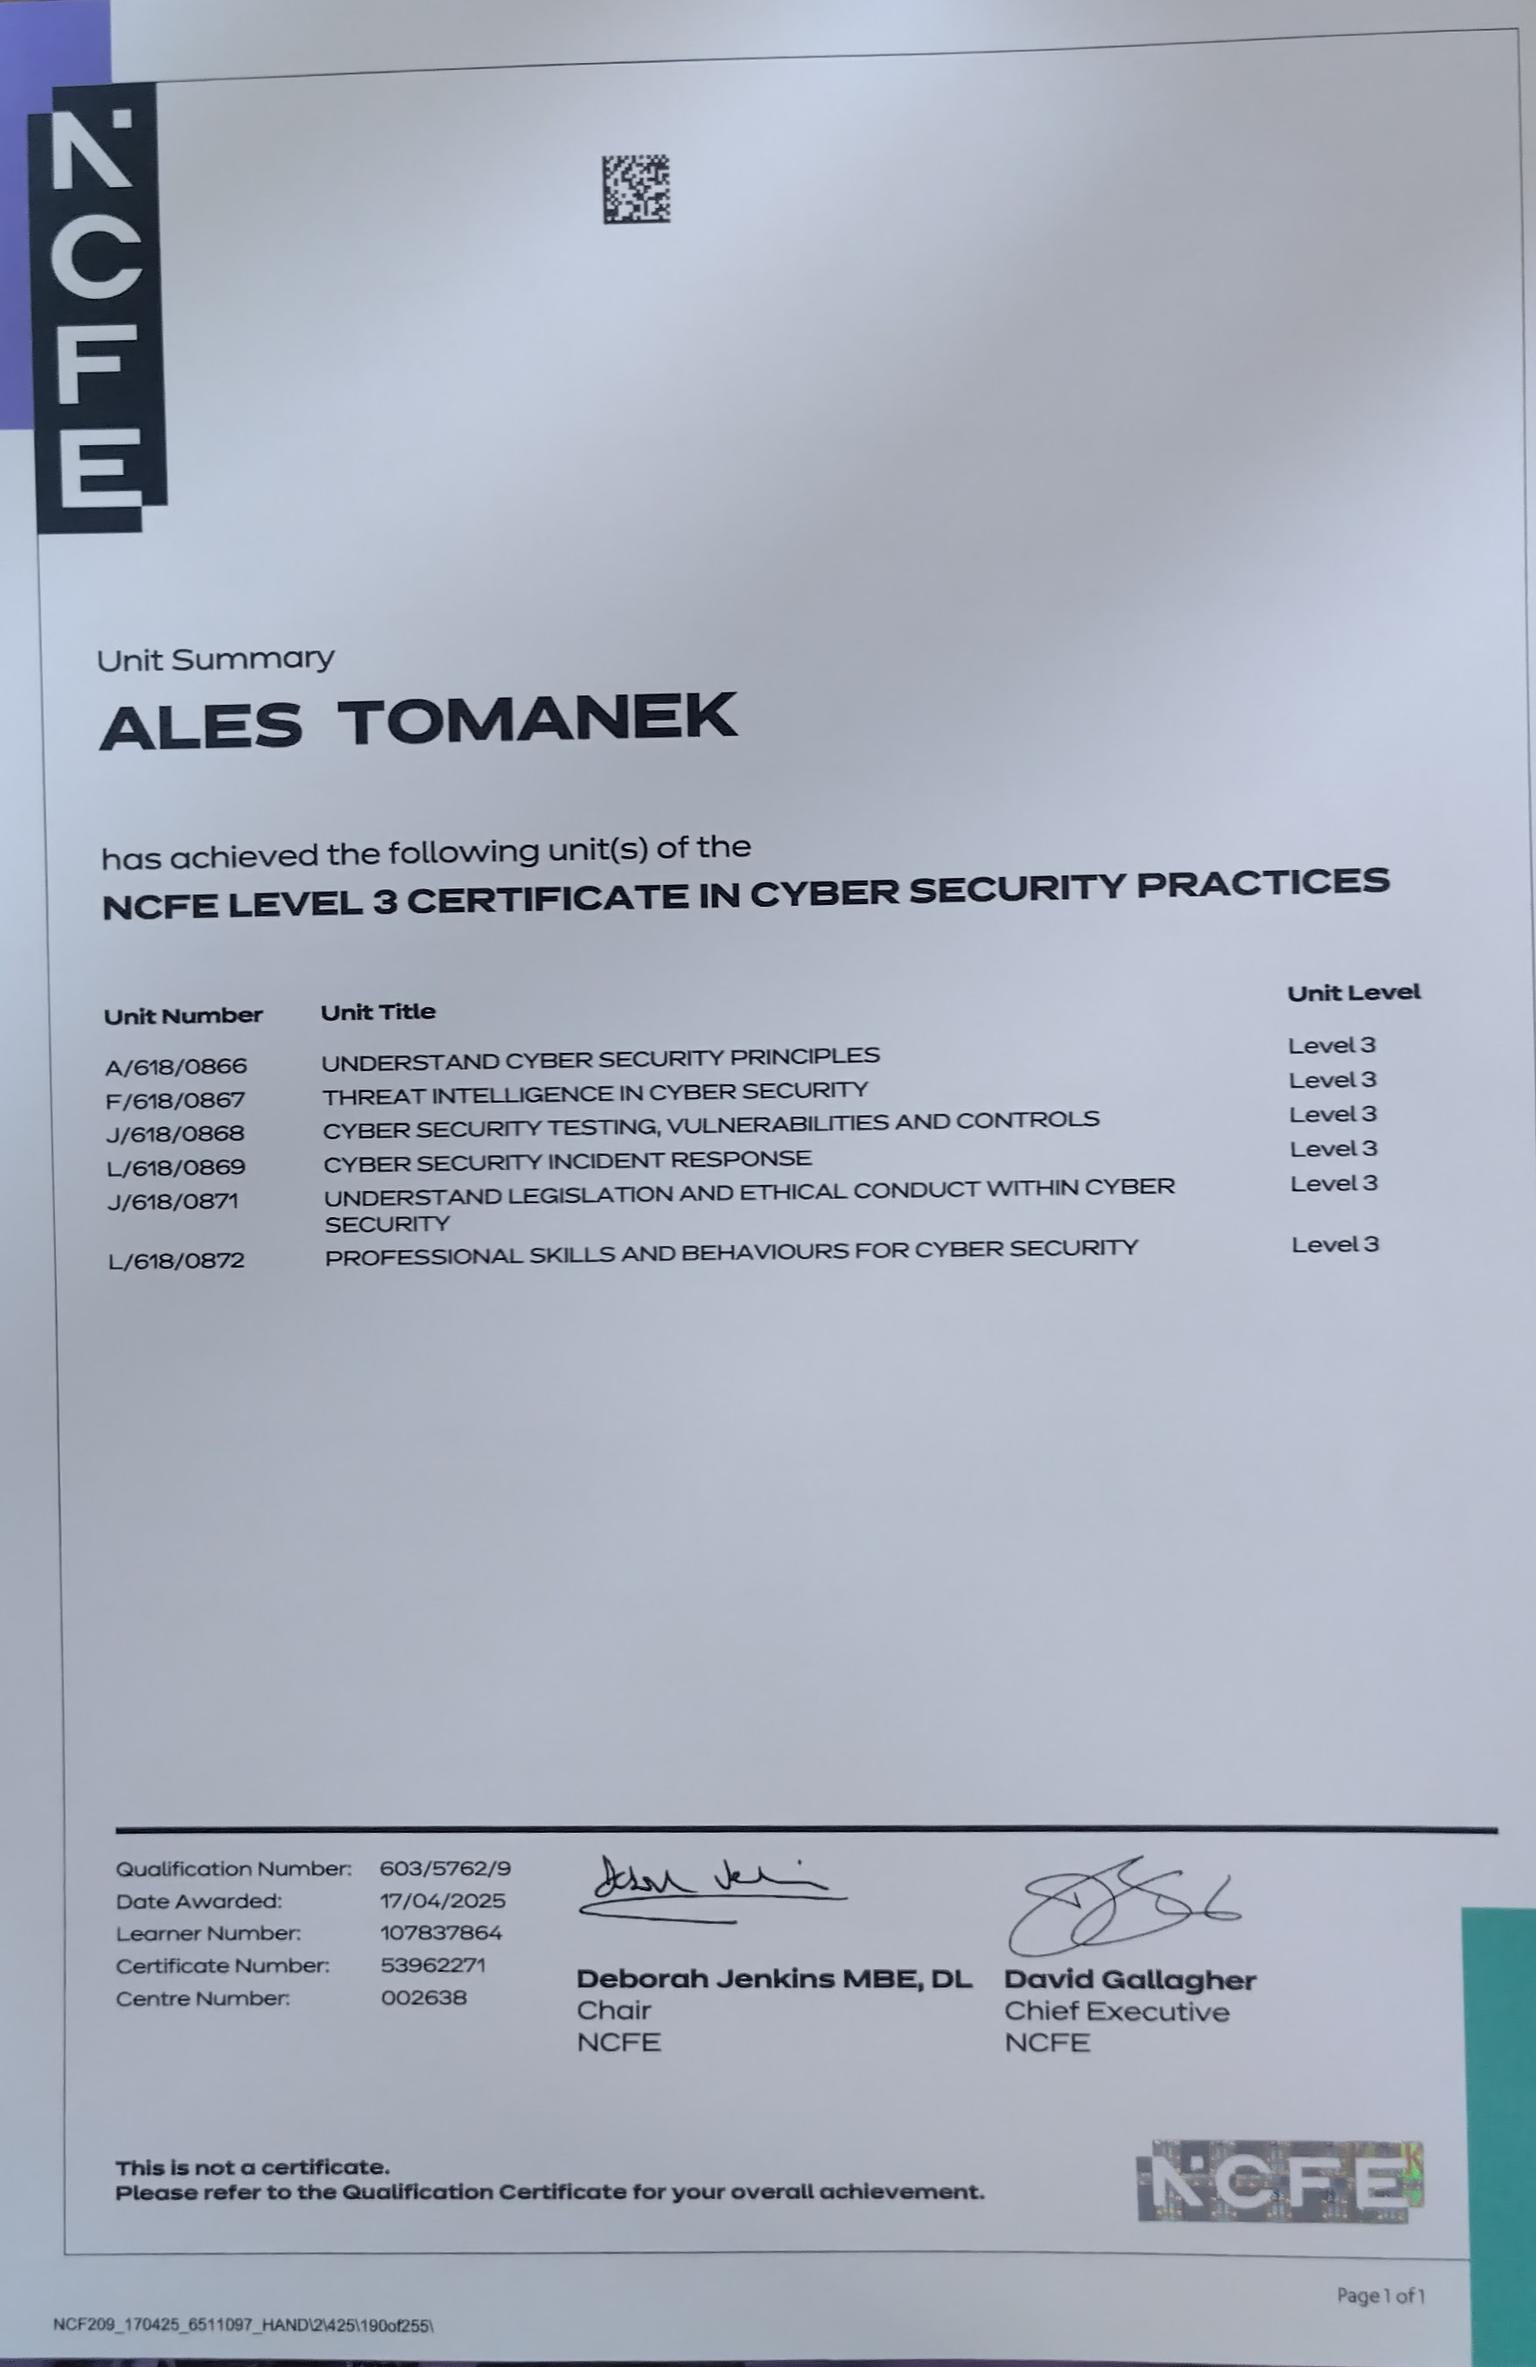 NCFE
Unit Summary
ALES TOMANEK
has achieved the following unit(s) of the
NCFE LEVEL 3 CERTIFICATE IN CYBER SECURITY PRACTICES
Unit Number Unit Title Unit Level
A/618/0866 UNDERSTAND CYBER SECURITY PRINCIPLES Level 3
F/618/0867 THREAT INTELLIGENCE IN CYBER SECURITY Level 3
J/618/0868 CYBER SECURITY TESTING, VULNERABILITIES AND CONTROLS Level 3
L/618/0869 CYBER SECURITY INCIDENT RESPONSE Level 3
J/618/0871 UNDERSTAND LEGISLATION AND ETHICAL CONDUCT WITHIN CYBER Level 3
SECURITY
L/618/0872 PROFESSIONAL SKILLS AND BEHAVIOURS FOR CYBER SECURITY Level 3
Qualification Number: 603/5762/9
Date Awarded: 17/04/2025
Learner Number: 107837864
Certificate Number: 53962271
Centre Number: 002638
Deborah Jenkins MBE, DL
Chair
NCFE
David Gallagher
Chief Executive
NCFE
This is not a certificate.
Please refer to the Qualification Certificate for your overall achievement.
NCFE
Page 1 of 1
NCF209_170425_6511097_HAND\2\425\190of255\